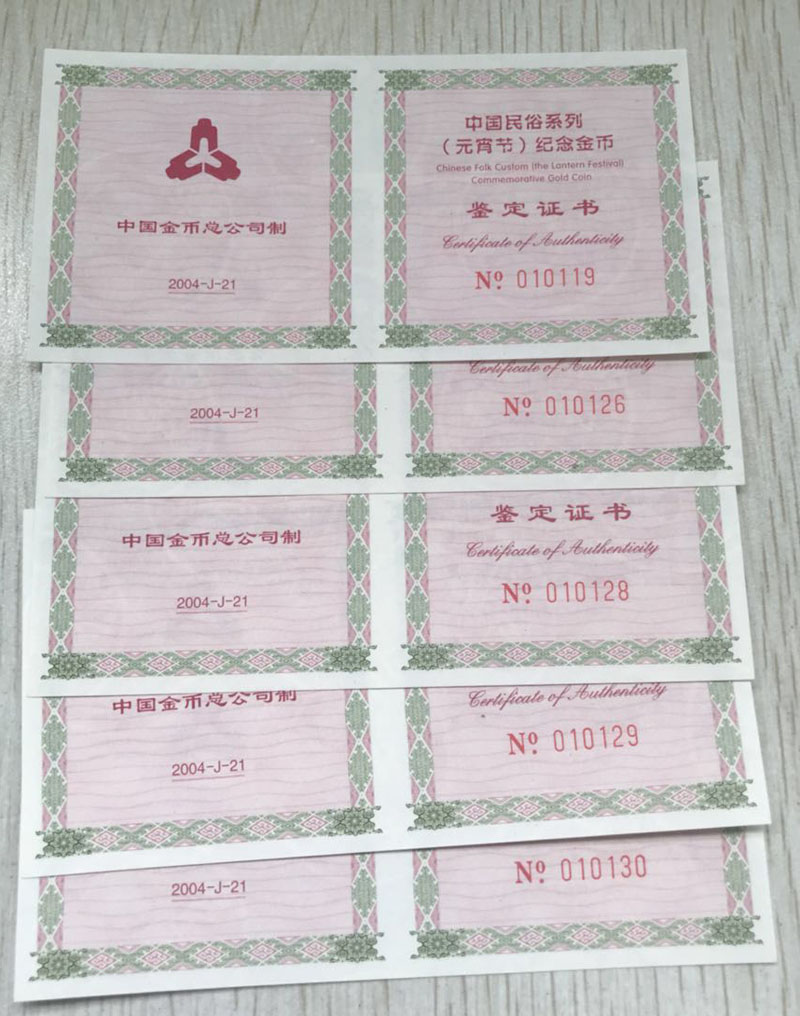 中国金币总公司制
2004-J-21
中国民俗系列
（元宵节）纪念金币
Chinese Folk Custom (the Lantern Festival)
Commemorative Gold Coin
鉴定证书
Certificate of Authenticity
Nº 010119
2004-J-21
Certificate of Authenticity
Nº 010126
中国金币总公司制
2004-J-21
鉴定证书
Certificate of Authenticity
Nº 010128
中国金币总公司制
2004-J-21
Certificate of Authenticity
Nº 010129
2004-J-21
Nº 010130